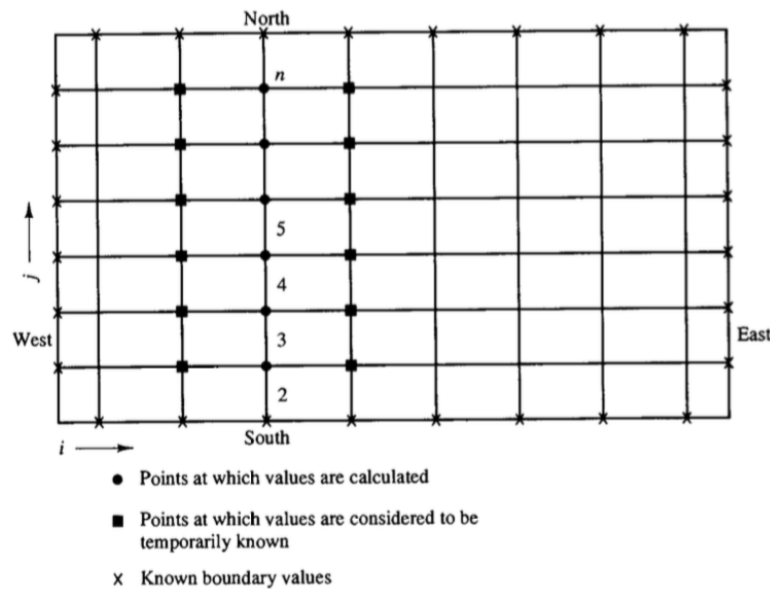 North
n
5
j
4
West
3
East
2
i
South
Points at which values are calculated
Points at which values are considered to be
temporarily known
x Known boundary values